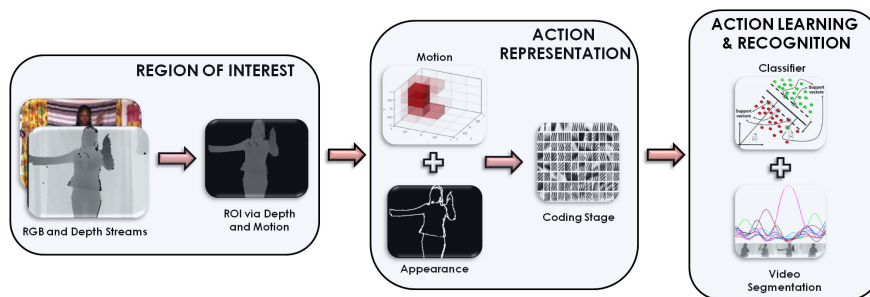 REGION OF INTEREST
RGB and Depth Streams
ROI via Depth
and Motion
ACTION
REPRESENTATION
Motion
Appearance
Coding Stage
ACTION LEARNING
& RECOGNITION
Classifier
Support
vectors
Support
vectors
Video
Segmentation